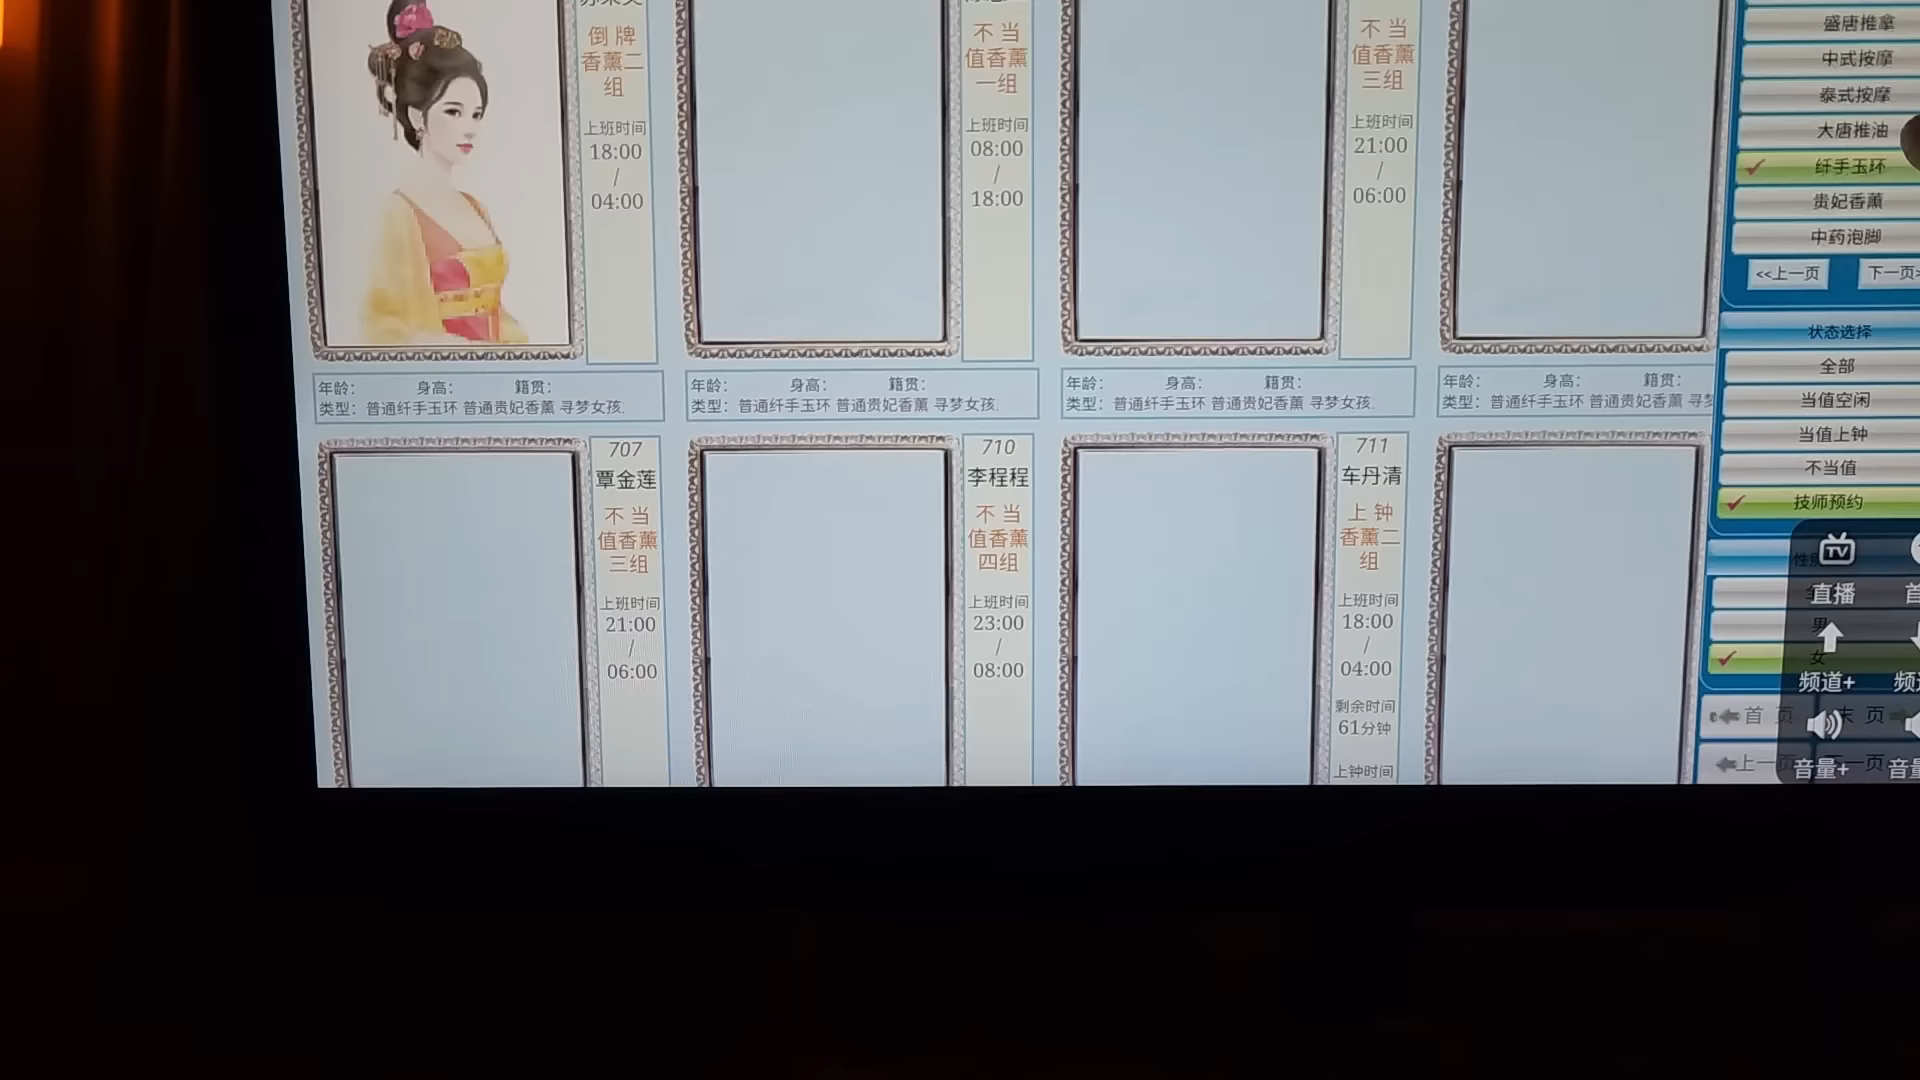 倒 牌
香薰二
组
上班时间
18:00
/
04:00
不 当
值香薰
一组
上班时间
08:00
/
18:00
不 当
值香薰
三组
上班时间
21:00
/
06:00
年龄： 身高： 籍贯：
类型： 普通纤手玉环 普通贵妃香薰 寻梦女孩.
年龄： 身高： 籍贯：
类型： 普通纤手玉环 普通贵妃香薰 寻梦女孩.
年龄： 身高： 籍贯：
类型： 普通纤手玉环 普通贵妃香薰 寻梦女孩.
年龄： 身高： 籍贯：
类型： 普通纤手玉环 普通贵妃香薰 寻梦
707
覃金莲
不 当
值香薰
三组
上班时间
21:00
/
06:00
710
李程程
不 当
值香薰
四组
上班时间
23:00
/
08:00
711
车丹清
上 钟
香薰二
组
上班时间
18:00
/
04:00
剩余时间
61分钟
上钟时间
盛唐推拿
中式按摩
泰式按摩
大唐推油
纤手玉环
贵妃香薰
中药泡脚
<<上一页 下一页>
状态选择
全部
当值空闲
当值上钟
不当值
技师预约
男
女
首 页 末 页
上一页 下一页
TV
直播
频道+
音量+